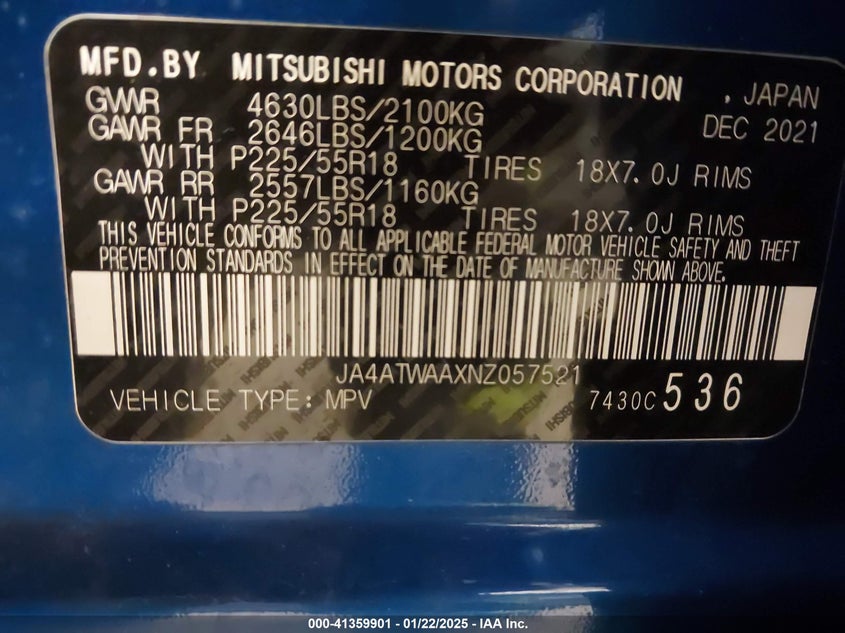 MFD.BY MITSUBISHI MOTORS CORPORATION , JAPAN
GVWR 4630LBS/2100KG DEC 2021
GAWR FR 2646LBS/1200KG
WITH P225/55R18 TIRES 18X7.0J RIMS
GAWR RR 2557LBS/1160KG
WITH P225/55R18 TIRES 18X7.0J RIMS
THIS VEHICLE CONFORMS TO ALL APPLICABLE FEDERAL MOTOR VEHICLE SAFETY AND THEFT
PREVENTION STANDARDS IN EFFECT ON THE DATE OF MANUFACTURE SHOWN ABOVE.
JA4ATWAAXNZ057521
VEHICLE TYPE: MPV 7430C 536
000-41359901 - 01/22/2025 - IAA Inc.